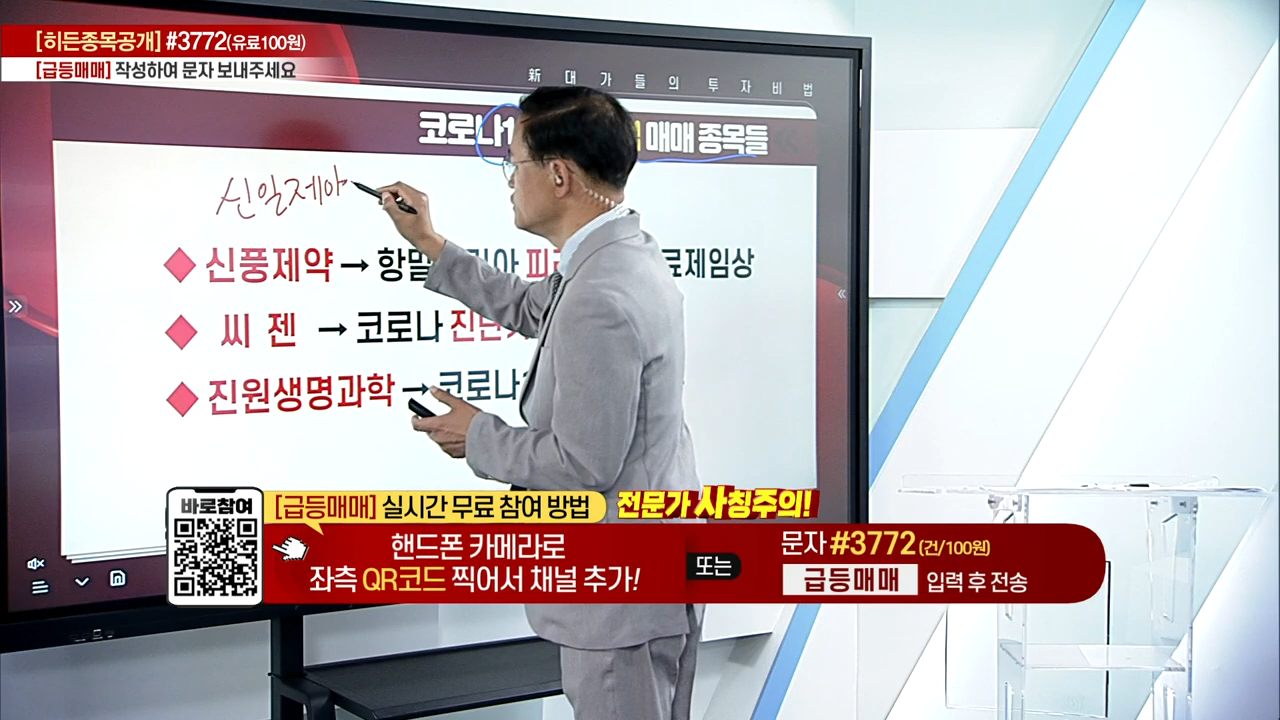 [히든종목공개] #3772(유료100원)
[급등매매] 작성하여 문자 보내주세요
新 대 가 들 의 투 자 비 법
코로나1 매매 종목들
신일제약
신풍제약 → 항말 피 료제임상
씨 젠 → 코로나 진단
진원생명과학 → 코로나
바로참여
[급등매매] 실시간 무료 참여 방법
전문가 사칭주의!
핸드폰 카메라로
좌측 QR코드 찍어서 채널 추가!
또는
문자 #3772 (건/100원)
급등매매 입력 후 전송